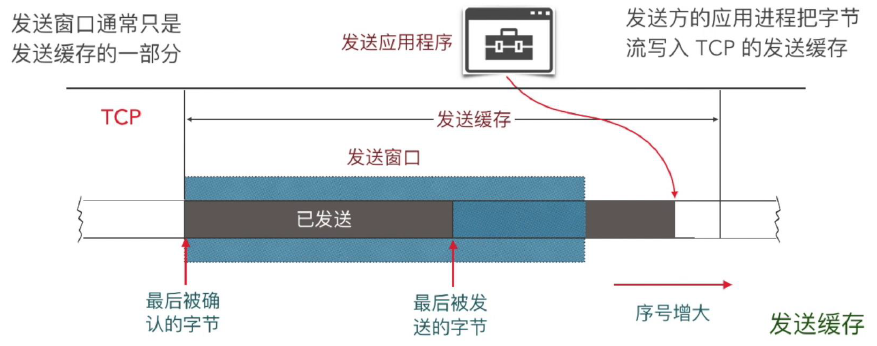 发送窗口通常只是
发送缓存的一部分
发送应用程序
发送方的应用进程把字节
流写入 TCP 的发送缓存
TCP
发送缓存
发送窗口
已发送
最后被确
认的字节
最后被发
送的字节
序号增大
发送缓存